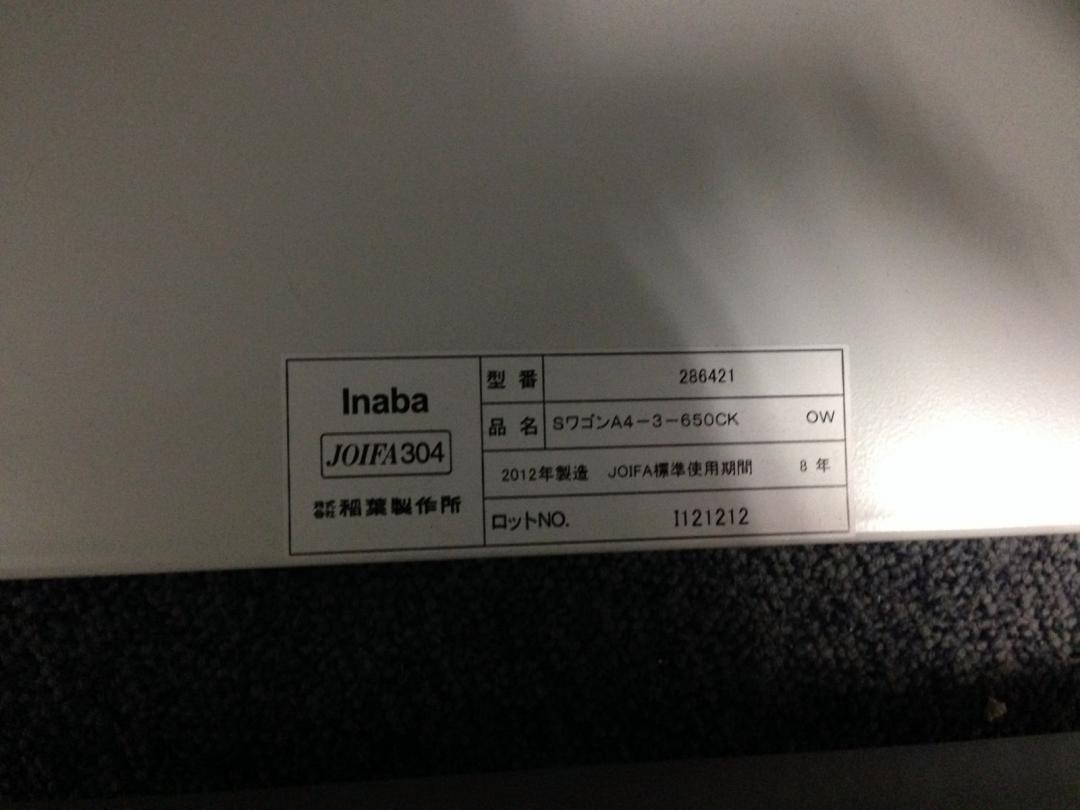 Inaba
JOIFA304
株式会社 稲葉製作所
型番 286421
品名 SワゴンA4-3-650CK OW
2012年製造 JOIFA標準使用期間 8年
ロットNO. I121212